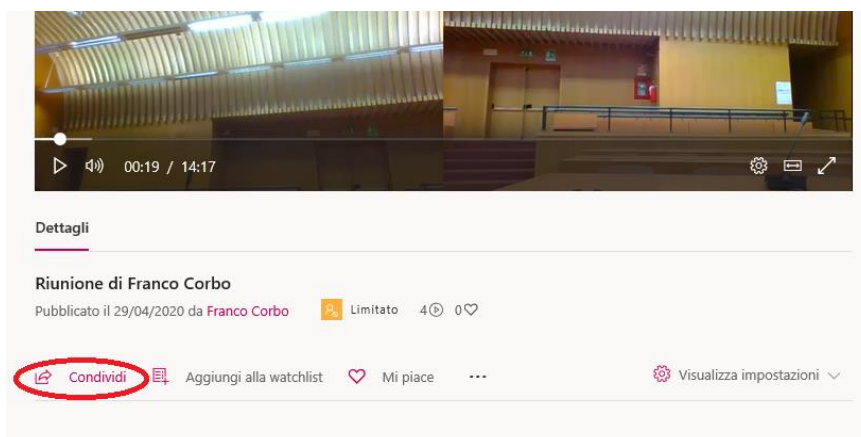 00:19 / 14:17
Dettagli
Riunione di Franco Corbo
Pubblicato il 29/04/2020 da Franco Corbo Limitato 4 0
Condividi Aggiungi alla watchlist Mi piace ... Visualizza impostazioni